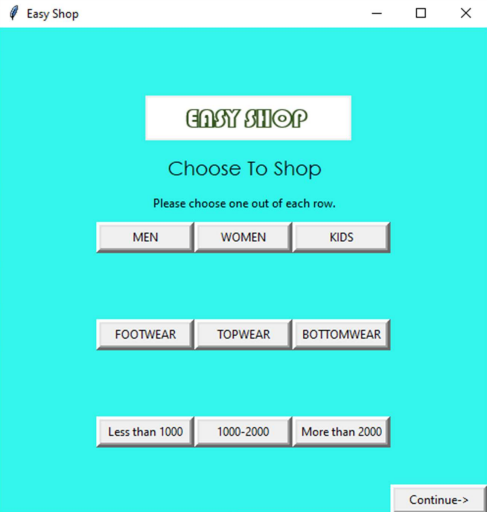 Easy Shop
EASY SHOP
Choose To Shop
Please choose one out of each row.
MEN WOMEN KIDS
FOOTWEAR TOPWEAR BOTTOMWEAR
Less than 1000 1000-2000 More than 2000
Continue->